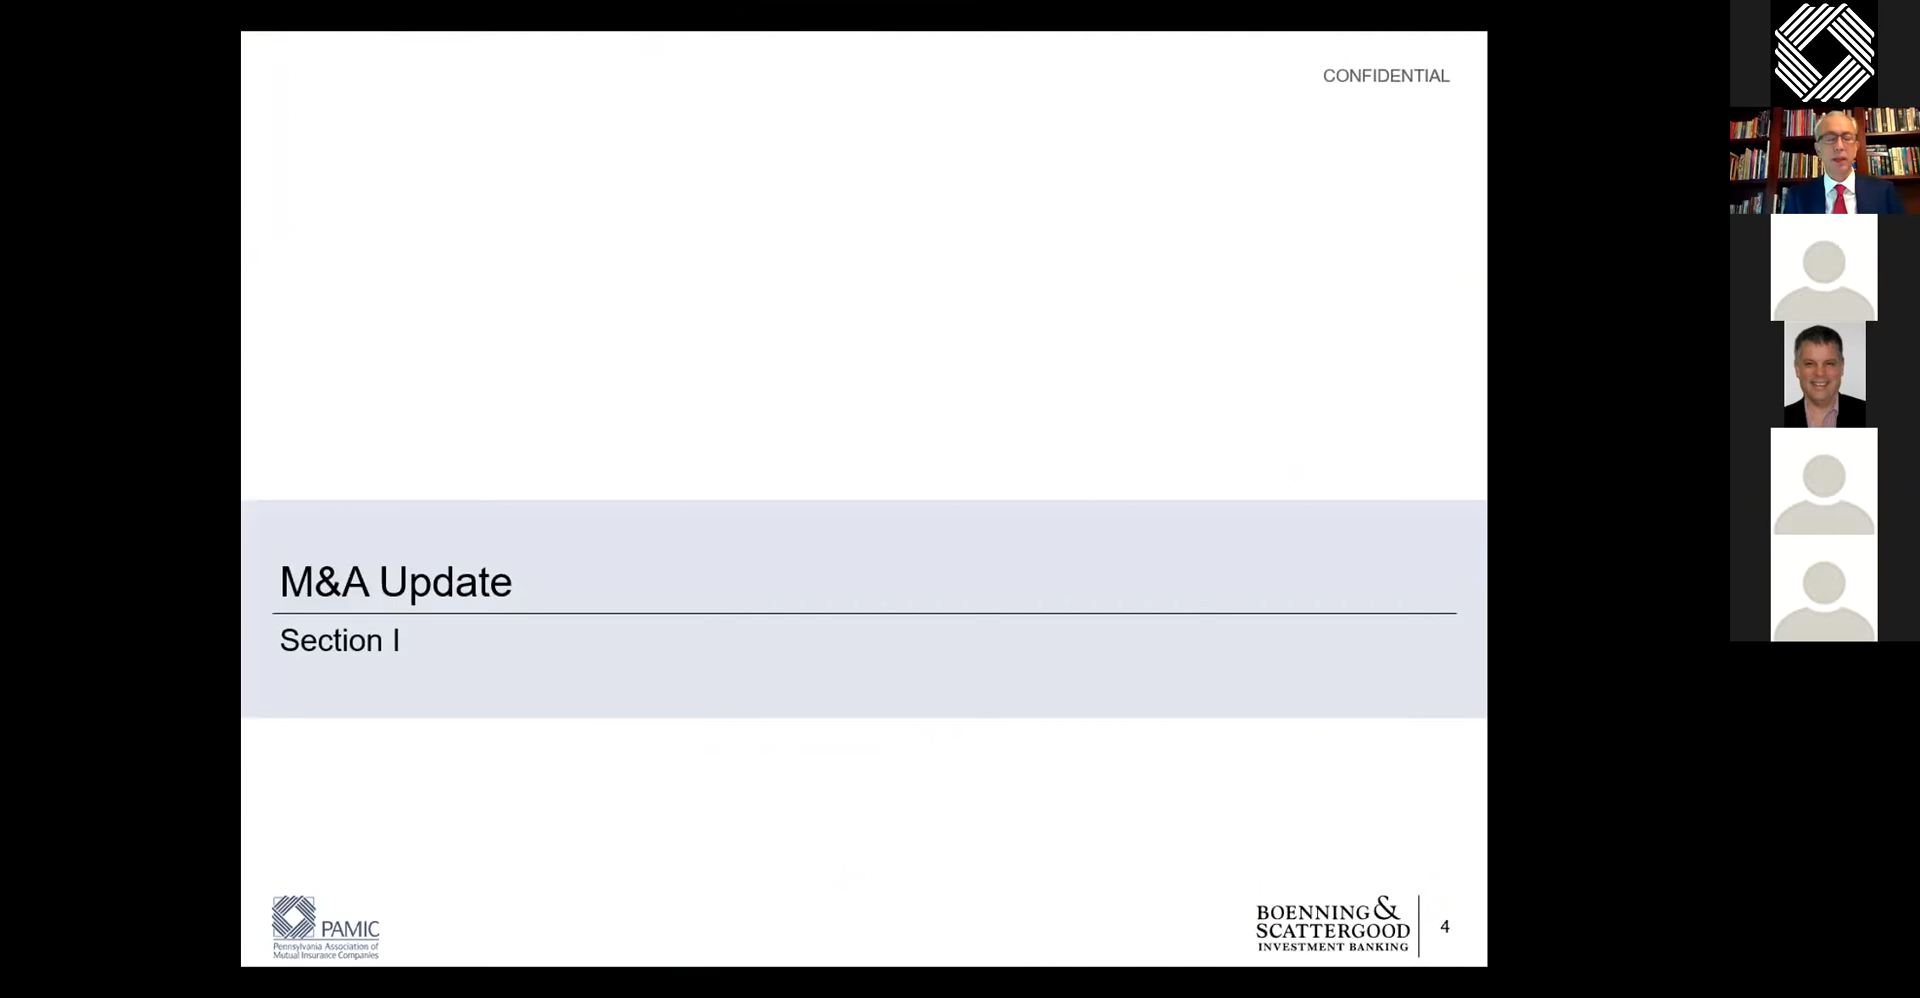 CONFIDENTIAL
M&A Update
Section I
PAMIC
Pennsylvania Association of
Mutual Insurance Companies
BOENNING &
SCATTERGOOD
INVESTMENT BANKING
4